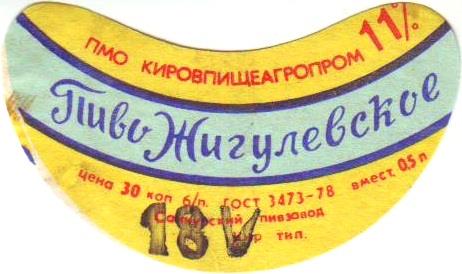 ПМО КИРОВПИЩЕАГРОПРОМ 11%
Пиво Жигулевское
цена 30 коп б/п. ГОСТ 3473-78 вмест. 0,5 л
пивзавод
тип.
18 V